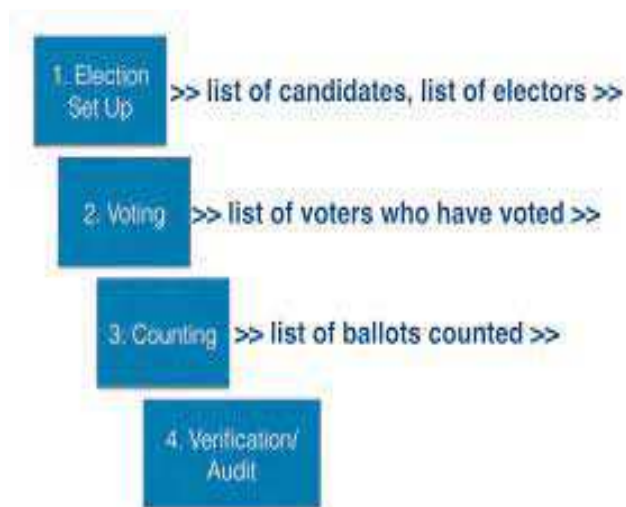 1. Election
Set Up
>> list of candidates, list of electors >>
2. Voting
>> list of voters who have voted >>
3. Counting
>> list of ballots counted >>
4. Verification/
Audit